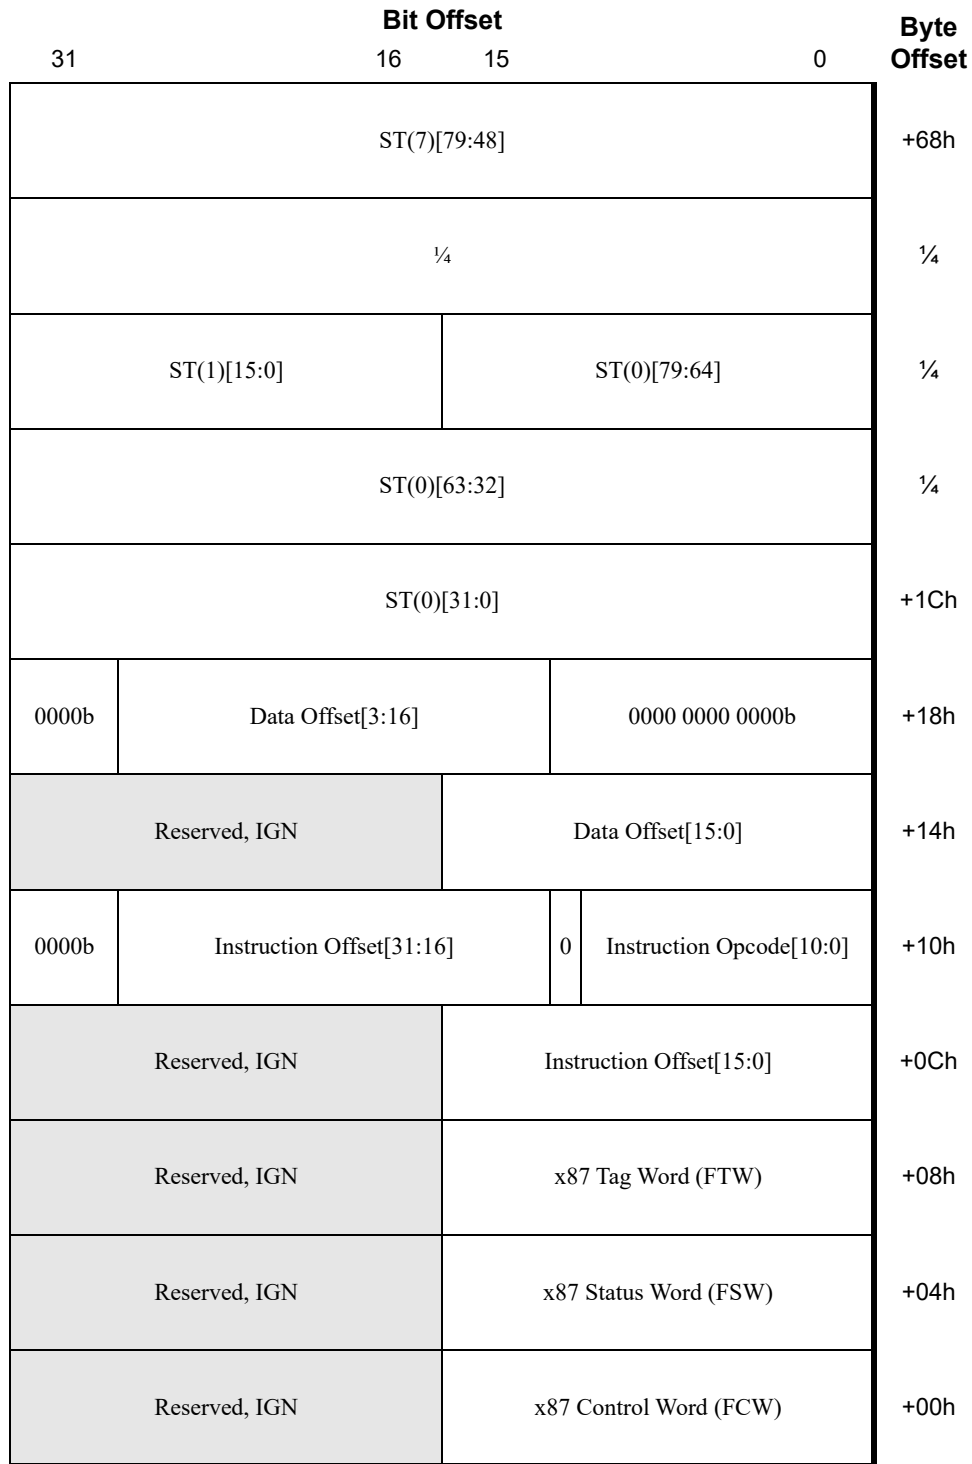 Bit Offset
Byte Offset
31 16 15 0
ST(7)[79:48] +68h
¼ ¼
ST(1)[15:0] ST(0)[79:64] ¼
ST(0)[63:32] ¼
ST(0)[31:0] +1Ch
0000b Data Offset[3:16] 0000 0000 0000b +18h
Reserved, IGN Data Offset[15:0] +14h
0000b Instruction Offset[31:16] 0 Instruction Opcode[10:0] +10h
Reserved, IGN Instruction Offset[15:0] +0Ch
Reserved, IGN x87 Tag Word (FTW) +08h
Reserved, IGN x87 Status Word (FSW) +04h
Reserved, IGN x87 Control Word (FCW) +00h